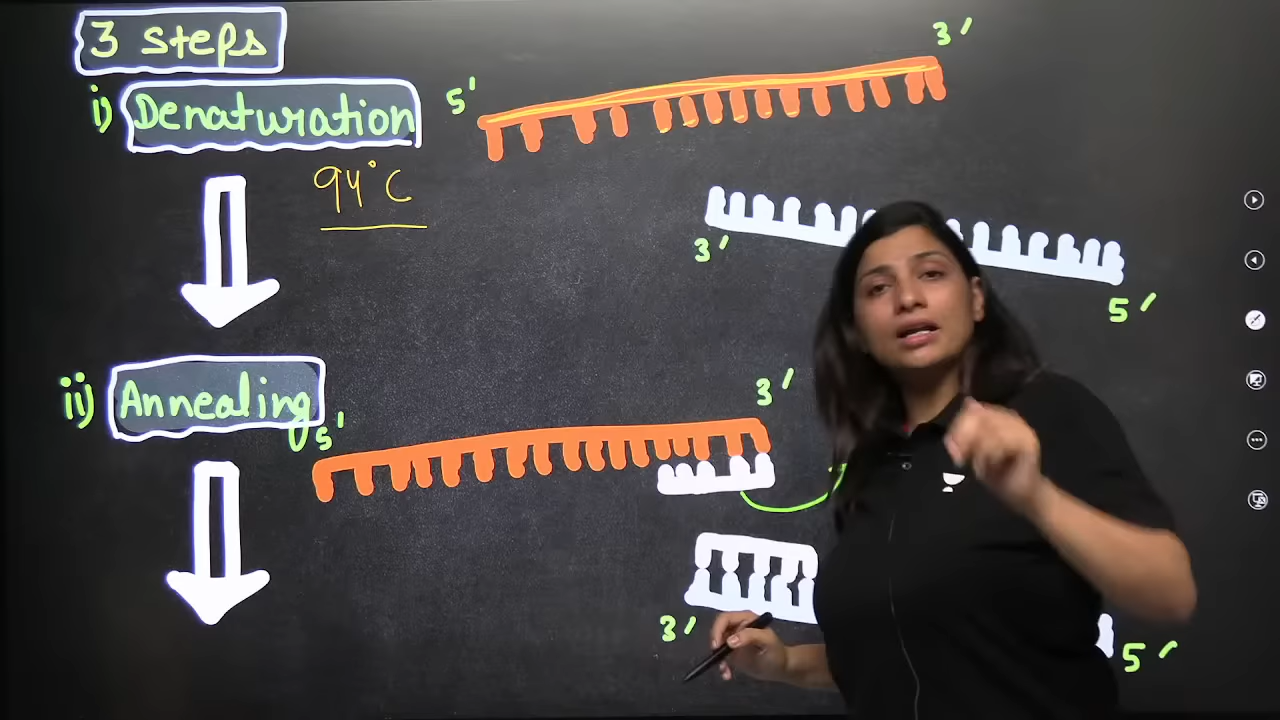 3 steps
i) Denaturation
5'
3'
94°C
3'
5'
ii) Annealing
5'
3'
3'
5'